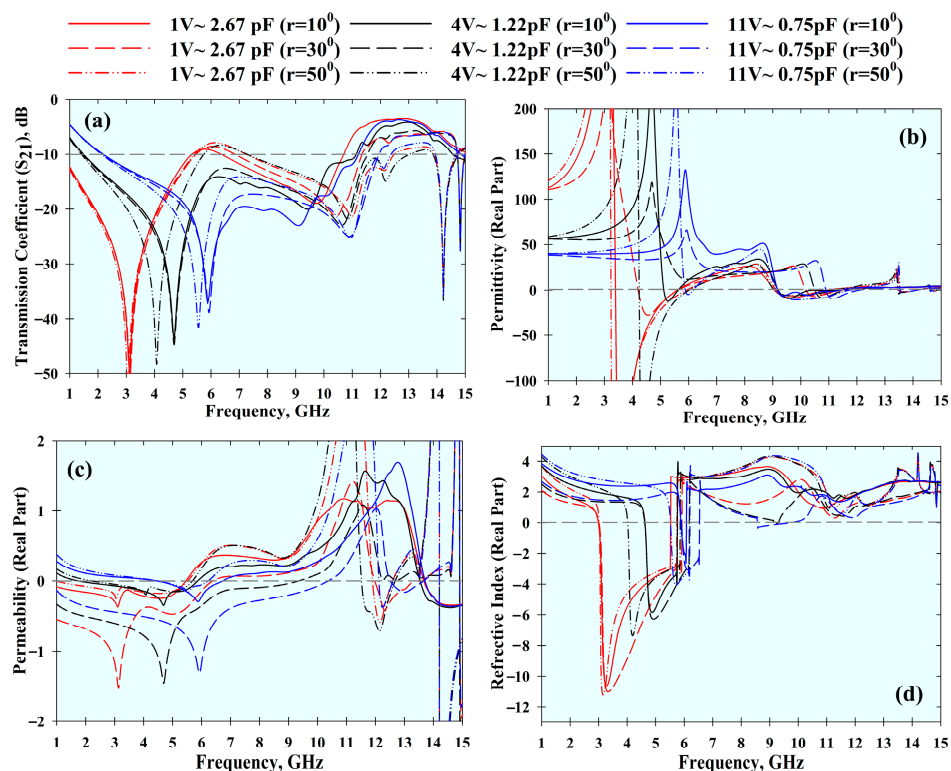 1V~ 2.67 pF (r=10⁰) 4V~ 1.22pF (r=10⁰) 11V~ 0.75pF (r=10⁰)
1V~ 2.67 pF (r=30⁰) 4V~ 1.22pF (r=30⁰) 11V~ 0.75pF (r=30⁰)
1V~ 2.67 pF (r=50⁰) 4V~ 1.22pF (r=50⁰) 11V~ 0.75pF (r=50⁰)
(a)
Transmission Coefficient (S21), dB
0
-10
-20
-30
-40
-50
1 2 3 4 5 6 7 8 9 10 11 12 13 14 15
Frequency, GHz
(b)
Permittivity (Real Part)
200
150
100
50
0
-50
-100
1 2 3 4 5 6 7 8 9 10 11 12 13 14 15
Frequency, GHz
(c)
Permeability (Real Part)
2
1
0
-1
-2
1 2 3 4 5 6 7 8 9 10 11 12 13 14 15
Frequency, GHz
(d)
Refrective Index (Real Part)
4
2
0
-2
-4
-6
-8
-10
-12
1 2 3 4 5 6 7 8 9 10 11 12 13 14 15
Frequency, GHz